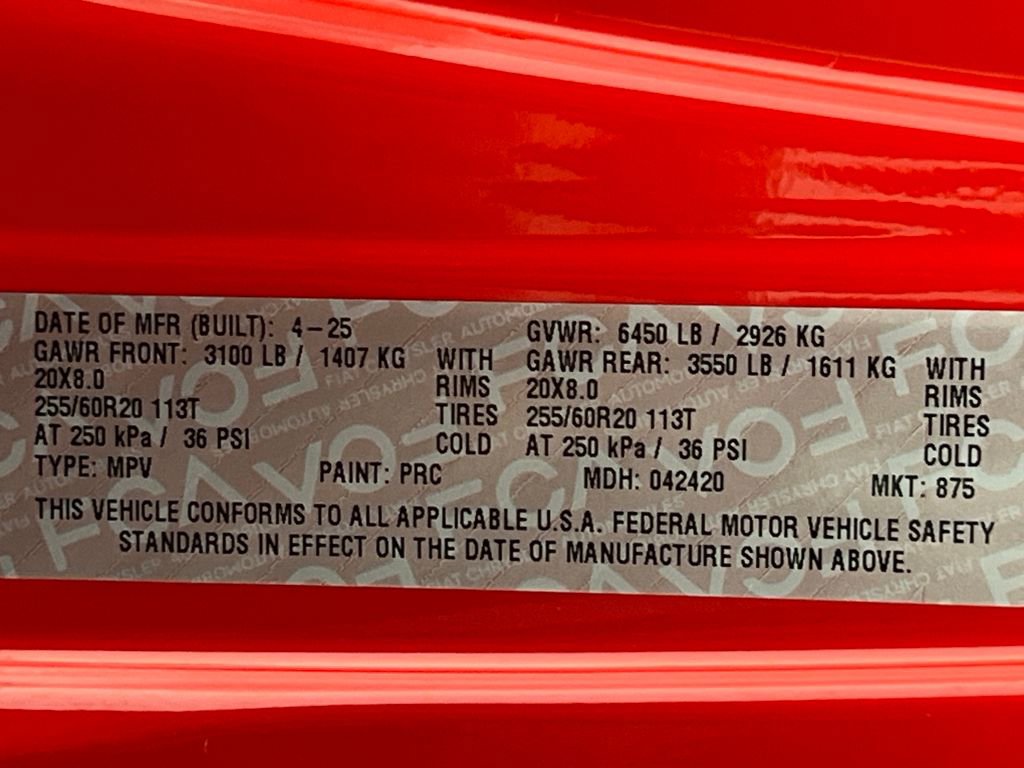 DATE OF MFR (BUILT): 4-25 GVWR: 6450 LB / 2926 KG
GAWR FRONT: 3100 LB / 1407 KG WITH GAWR REAR: 3550 LB / 1611 KG WITH
20X8.0 RIMS 20X8.0 RIMS
255/60R20 113T TIRES 255/60R20 113T TIRES
AT 250 kPa / 36 PSI COLD AT 250 kPa / 36 PSI COLD
TYPE: MPV PAINT: PRC MDH: 042420 MKT: 875
THIS VEHICLE CONFORMS TO ALL APPLICABLE U.S.A. FEDERAL MOTOR VEHICLE SAFETY
STANDARDS IN EFFECT ON THE DATE OF MANUFACTURE SHOWN ABOVE.